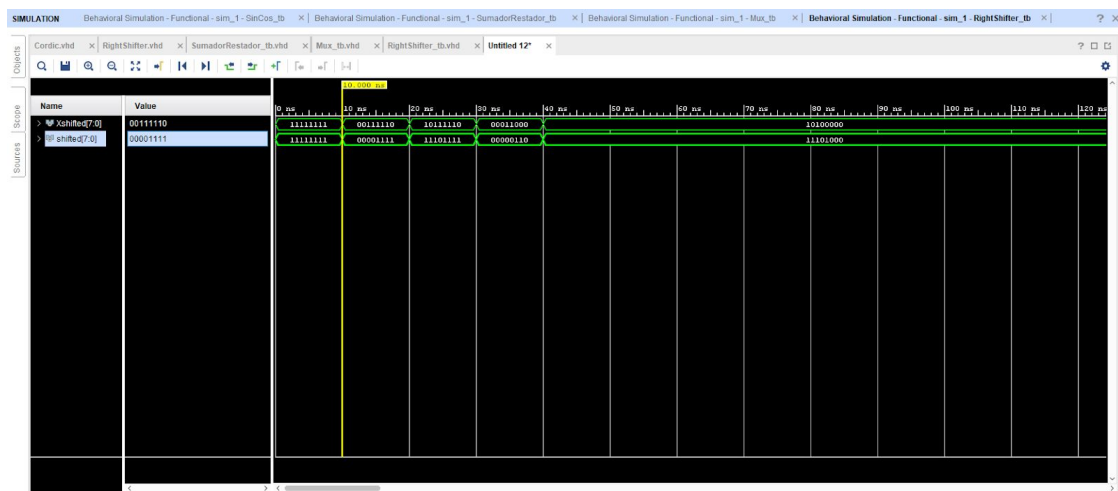 SIMULATION Behavioral Simulation - Functional - sim_1 - SinCos_tb × Behavioral Simulation - Functional - sim_1 - SumadorRestador_tb × Behavioral Simulation - Functional - sim_1 - Mux_tb × Behavioral Simulation - Functional - sim_1 - RightShifter_tb × ? ×
Cordic.vhd × RightShifter.vhd × SumadorRestador_tb.vhd × Mux_tb.vhd × RightShifter_tb.vhd × Untitled 12* × ?
Objects
Scope
Sources
10.000 ns
Name Value 0 ns 10 ns 20 ns 30 ns 40 ns 50 ns 60 ns 70 ns 80 ns 90 ns 100 ns 110 ns 120 ns
> Xshifted[7:0] 00111110 11111111 00111110 10111110 00011000 10100000
> shifted[7:0] 00001111 11111111 00001111 11101111 00000110 11101000